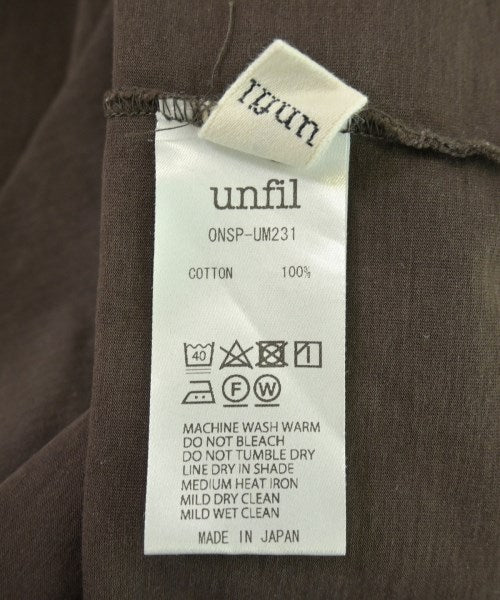 unfil
unfil
ONSP-UM231
COTTON 100%
40
F W
MACHINE WASH WARM
DO NOT BLEACH
DO NOT TUMBLE DRY
LINE DRY IN SHADE
MEDIUM HEAT IRON
MILD DRY CLEAN
MILD WET CLEAN
MADE IN JAPAN